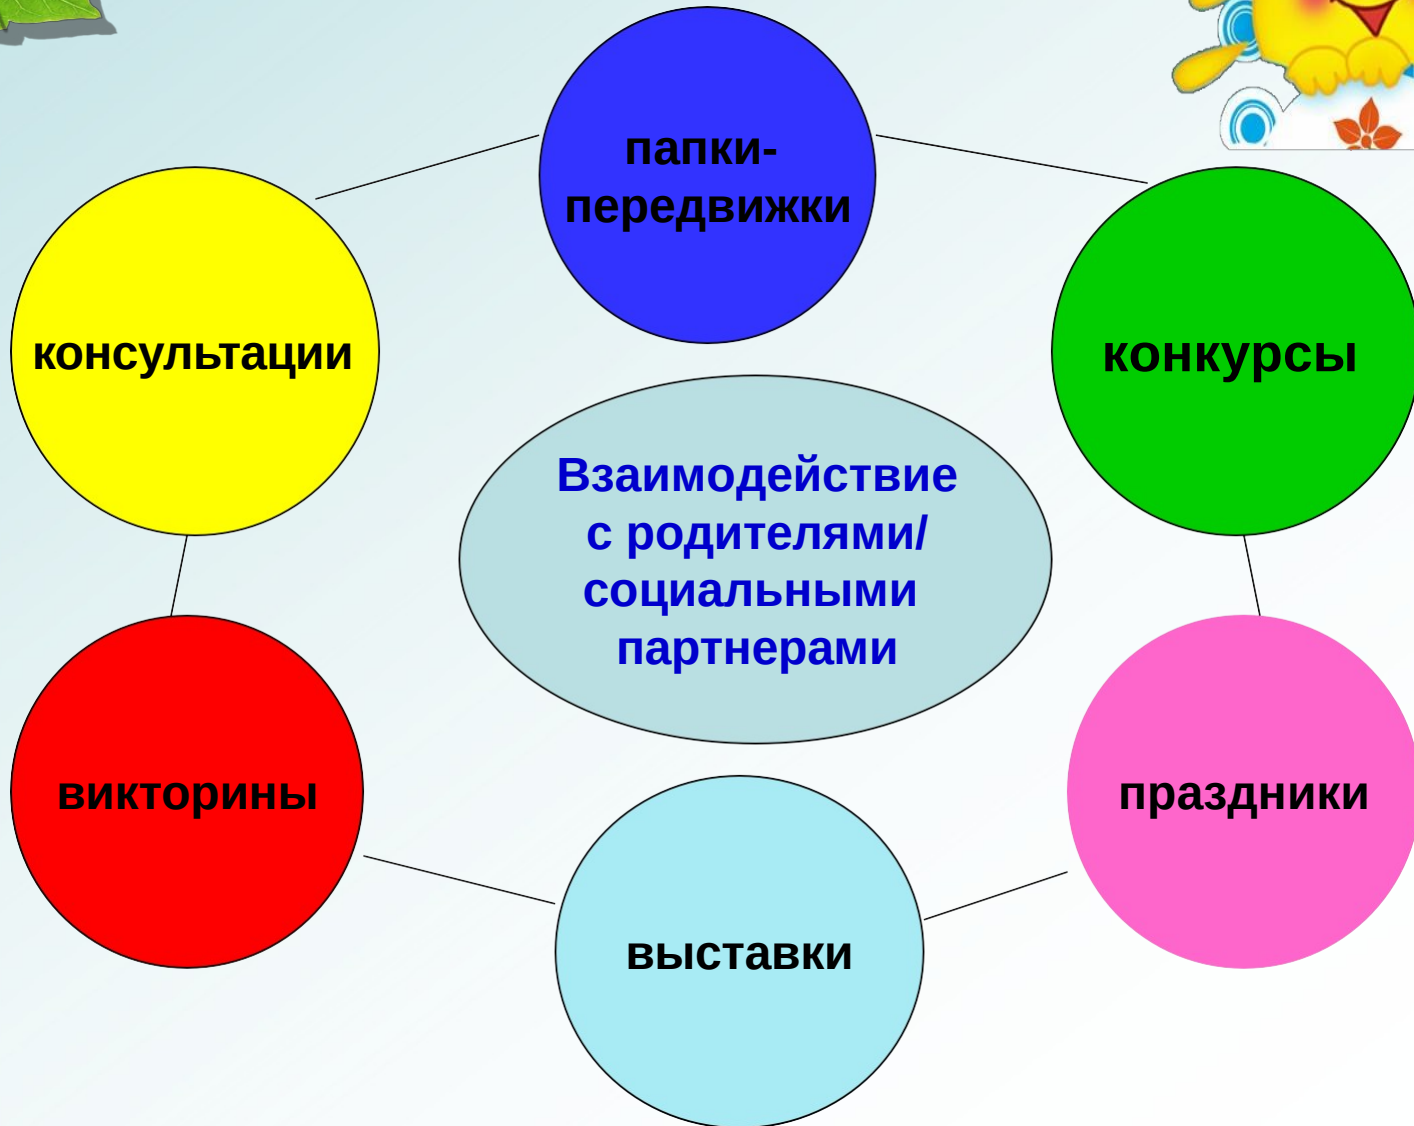 папки-
передвижки
консультации
конкурсы
Взаимодействие
с родителями/
социальными
партнерами
викторины
праздники
выставки